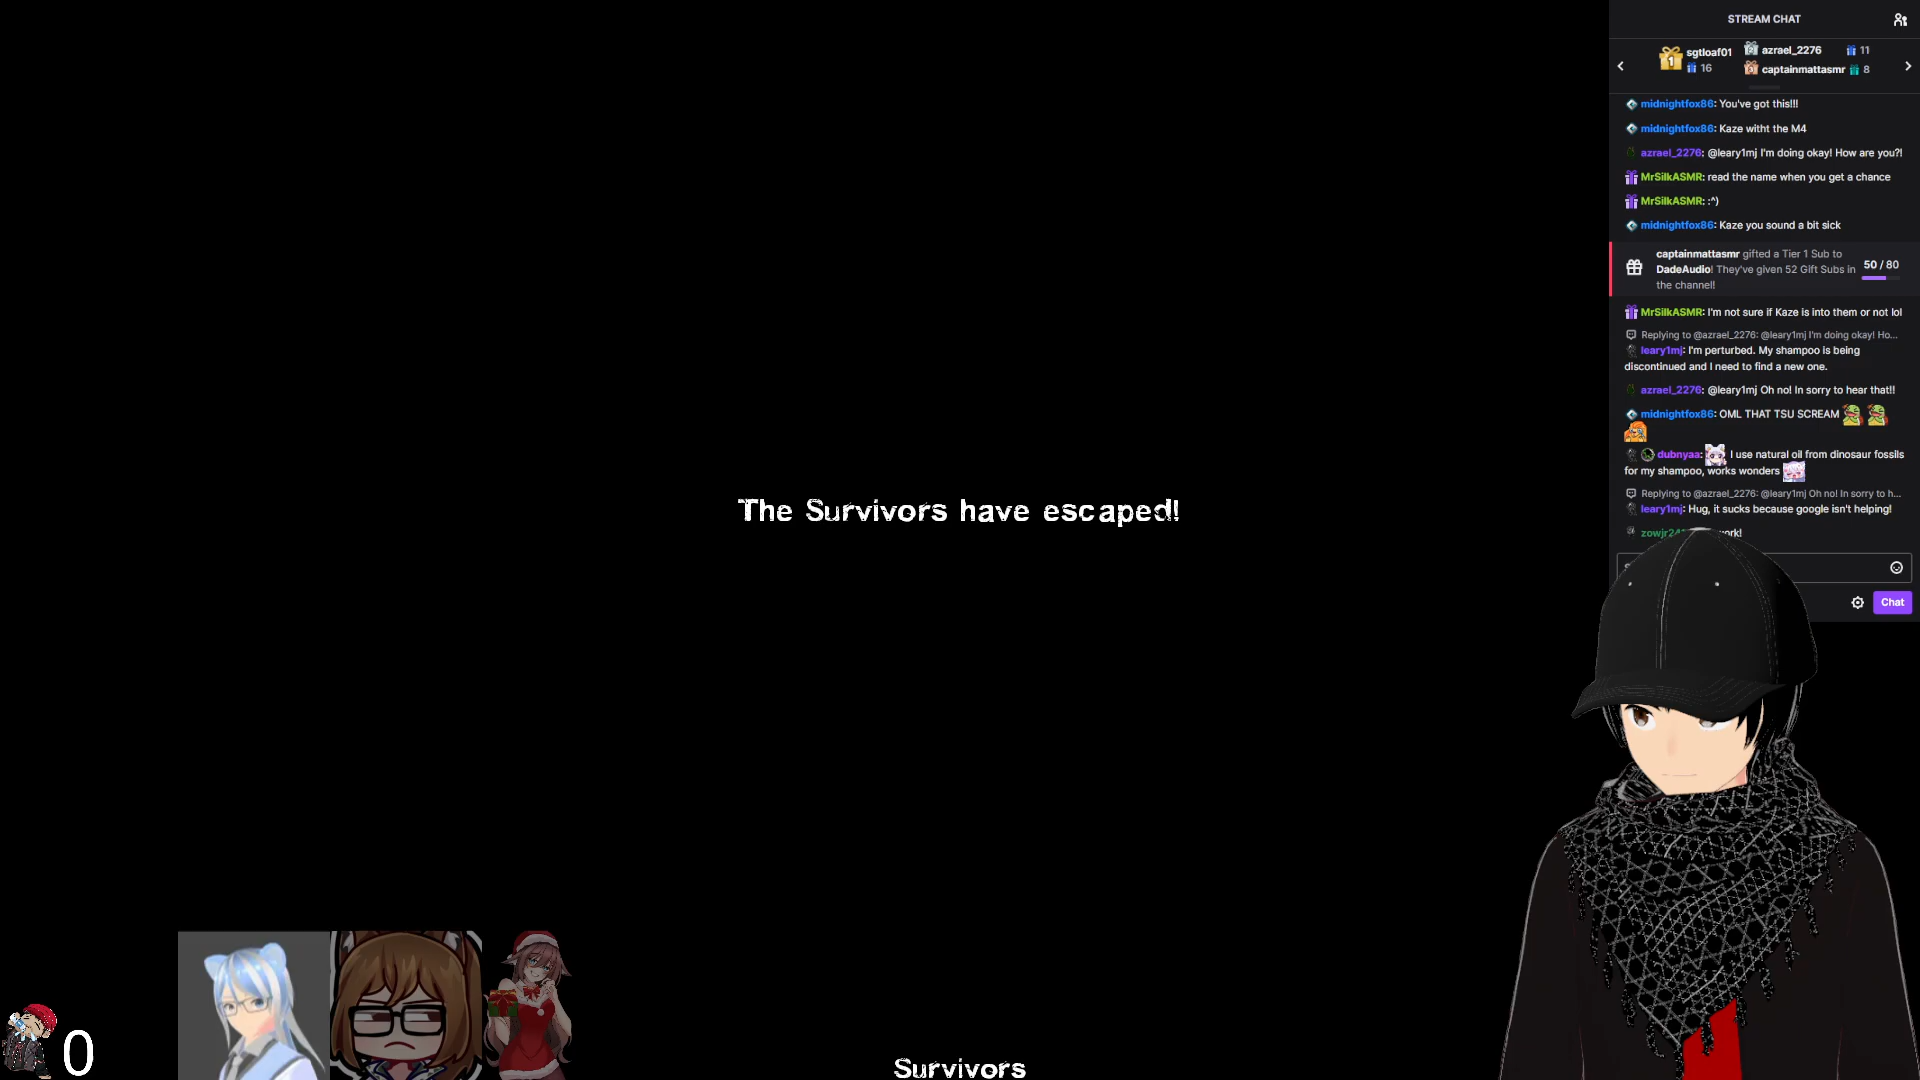 STREAM CHAT
sgtloaf01
16
azrael_2276 11
captainmattasmr 8
midnightfox86: You've got this!!!
midnightfox86: Kaze witht the M4
azrael_2276: @leary1mj I'm doing okay! How are you?!
MrSilkASMR: read the name when you get a chance
MrSilkASMR: :^)
midnightfox86: Kaze you sound a bit sick
captainmattasmr gifted a Tier 1 Sub to
DadeAudio! They've given 52 Gift Subs in
the channel!
50 / 80
MrSilkASMR: I'm not sure if Kaze is into them or not lol
Replying to @azrael_2276: @leary1mj I'm doing okay! Ho...
leary1mj: I'm perturbed. My shampoo is being
discontinued and I need to find a new one.
azrael_2276: @leary1mj Oh no! In sorry to hear that!!
midnightfox86: OML THAT TSU SCREAM
dubnyaa: I use natural oil from dinosaur fossils
for my shampoo, works wonders
Replying to @azrael_2276: @leary1mj Oh no! In sorry to h...
leary1mj: Hug, it sucks because google isn't helping!
Chat
The Survivors have escaped!
0
Survivors